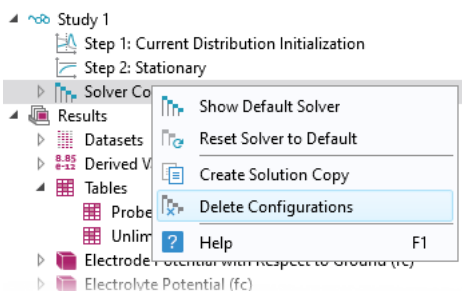 Study 1
Step 1: Current Distribution Initialization
Step 2: Stationary
Solver Co
Show Default Solver
Results
Datasets
Reset Solver to Default
8.85
e-12
Derived V
Create Solution Copy
Tables
Delete Configurations
Probe
Unlim
? Help F1
Electrode Potential with Respect to Ground (fc)
Electrolyte Potential (fc)